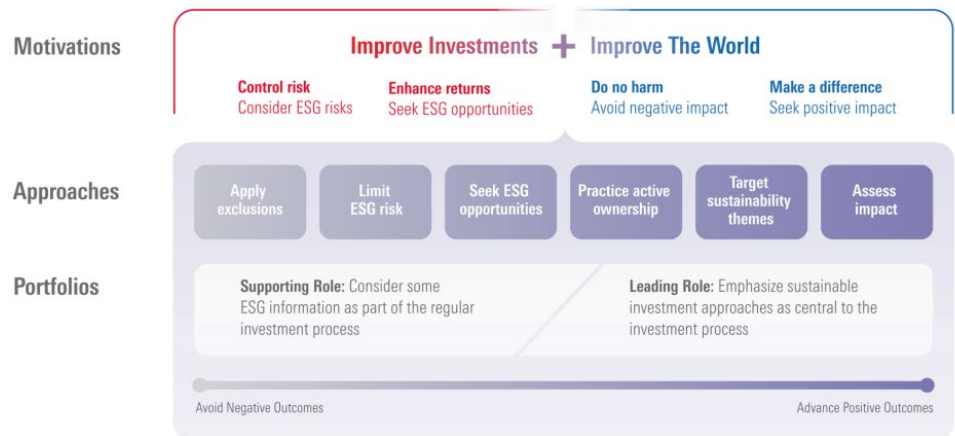 Motivations
Improve Investments + Improve The World
Control risk
Consider ESG risks
Enhance returns
Seek ESG opportunities
Do no harm
Avoid negative impact
Make a difference
Seek positive impact
Approaches
Apply
exclusions
Limit
ESG risk
Seek ESG
opportunities
Practice active
ownership
Target
sustainability
themes
Assess
impact
Portfolios
Supporting Role: Consider some
ESG information as part of the regular
investment process
Leading Role: Emphasize sustainable
investment approaches as central to the
investment process
Avoid Negative Outcomes
Advance Positive Outcomes